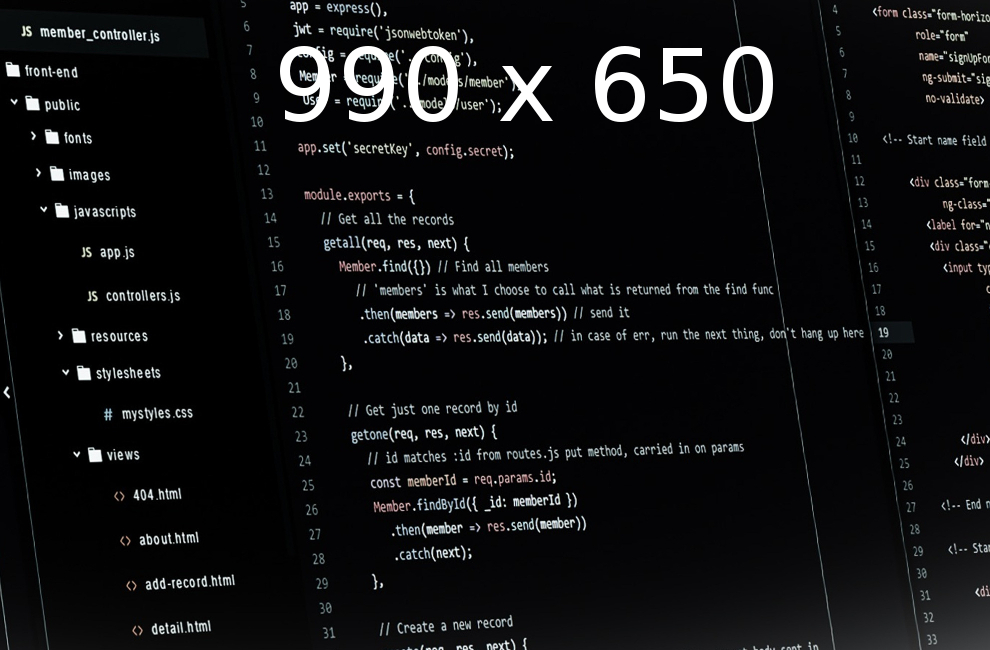 JS member_controller.js
front-end
public
fonts
images
javascripts
JS app.js
JS controllers.js
resources
stylesheets
# mystyles.css
views
<> 404.html
<> about.html
<> add-record.html
<> detail.html
990 x 650
5 app = express(),
6 jwt = require('jsonwebtoken'),
7 config = require('../config'),
8 Member = require('../models/member'),
9 User = require('../models/user');
10
11 app.set('secretKey', config.secret);
12
13 module.exports = {
14 // Get all the records
15 getall(req, res, next) {
16 Member.find({}) // Find all members
17 // 'members' is what I choose to call what is returned from the find func
18 .then(members => res.send(members)) // send it
19 .catch(data => res.send(data)); // in case of err, run the next thing, don't hang up here
20 },
21
22 // Get just one record by id
23 getone(req, res, next) {
24 // id matches :id from routes.js put method, carried in on params
25 const memberId = req.params.id;
26 Member.findById({ _id: memberId })
27 .then(member => res.send(member))
28 .catch(next);
29 },
30
31 // Create a new record
req, res, next) {
body sent in
4 <form class="form-horizo
5 role="form"
6 name="signUpFor
7 ng-submit="sig
8 no-validate>
9
10 <!-- Start name field
11
12 <div class="form-
13 ng-class="
14 <label for="n
15 <div class="
16 <input typ
17
18
19
20
21
22
23
24 </div>
25 </div>
26
27 <!-- End n
28
29 <!-- Star
30
31 <di
32
33